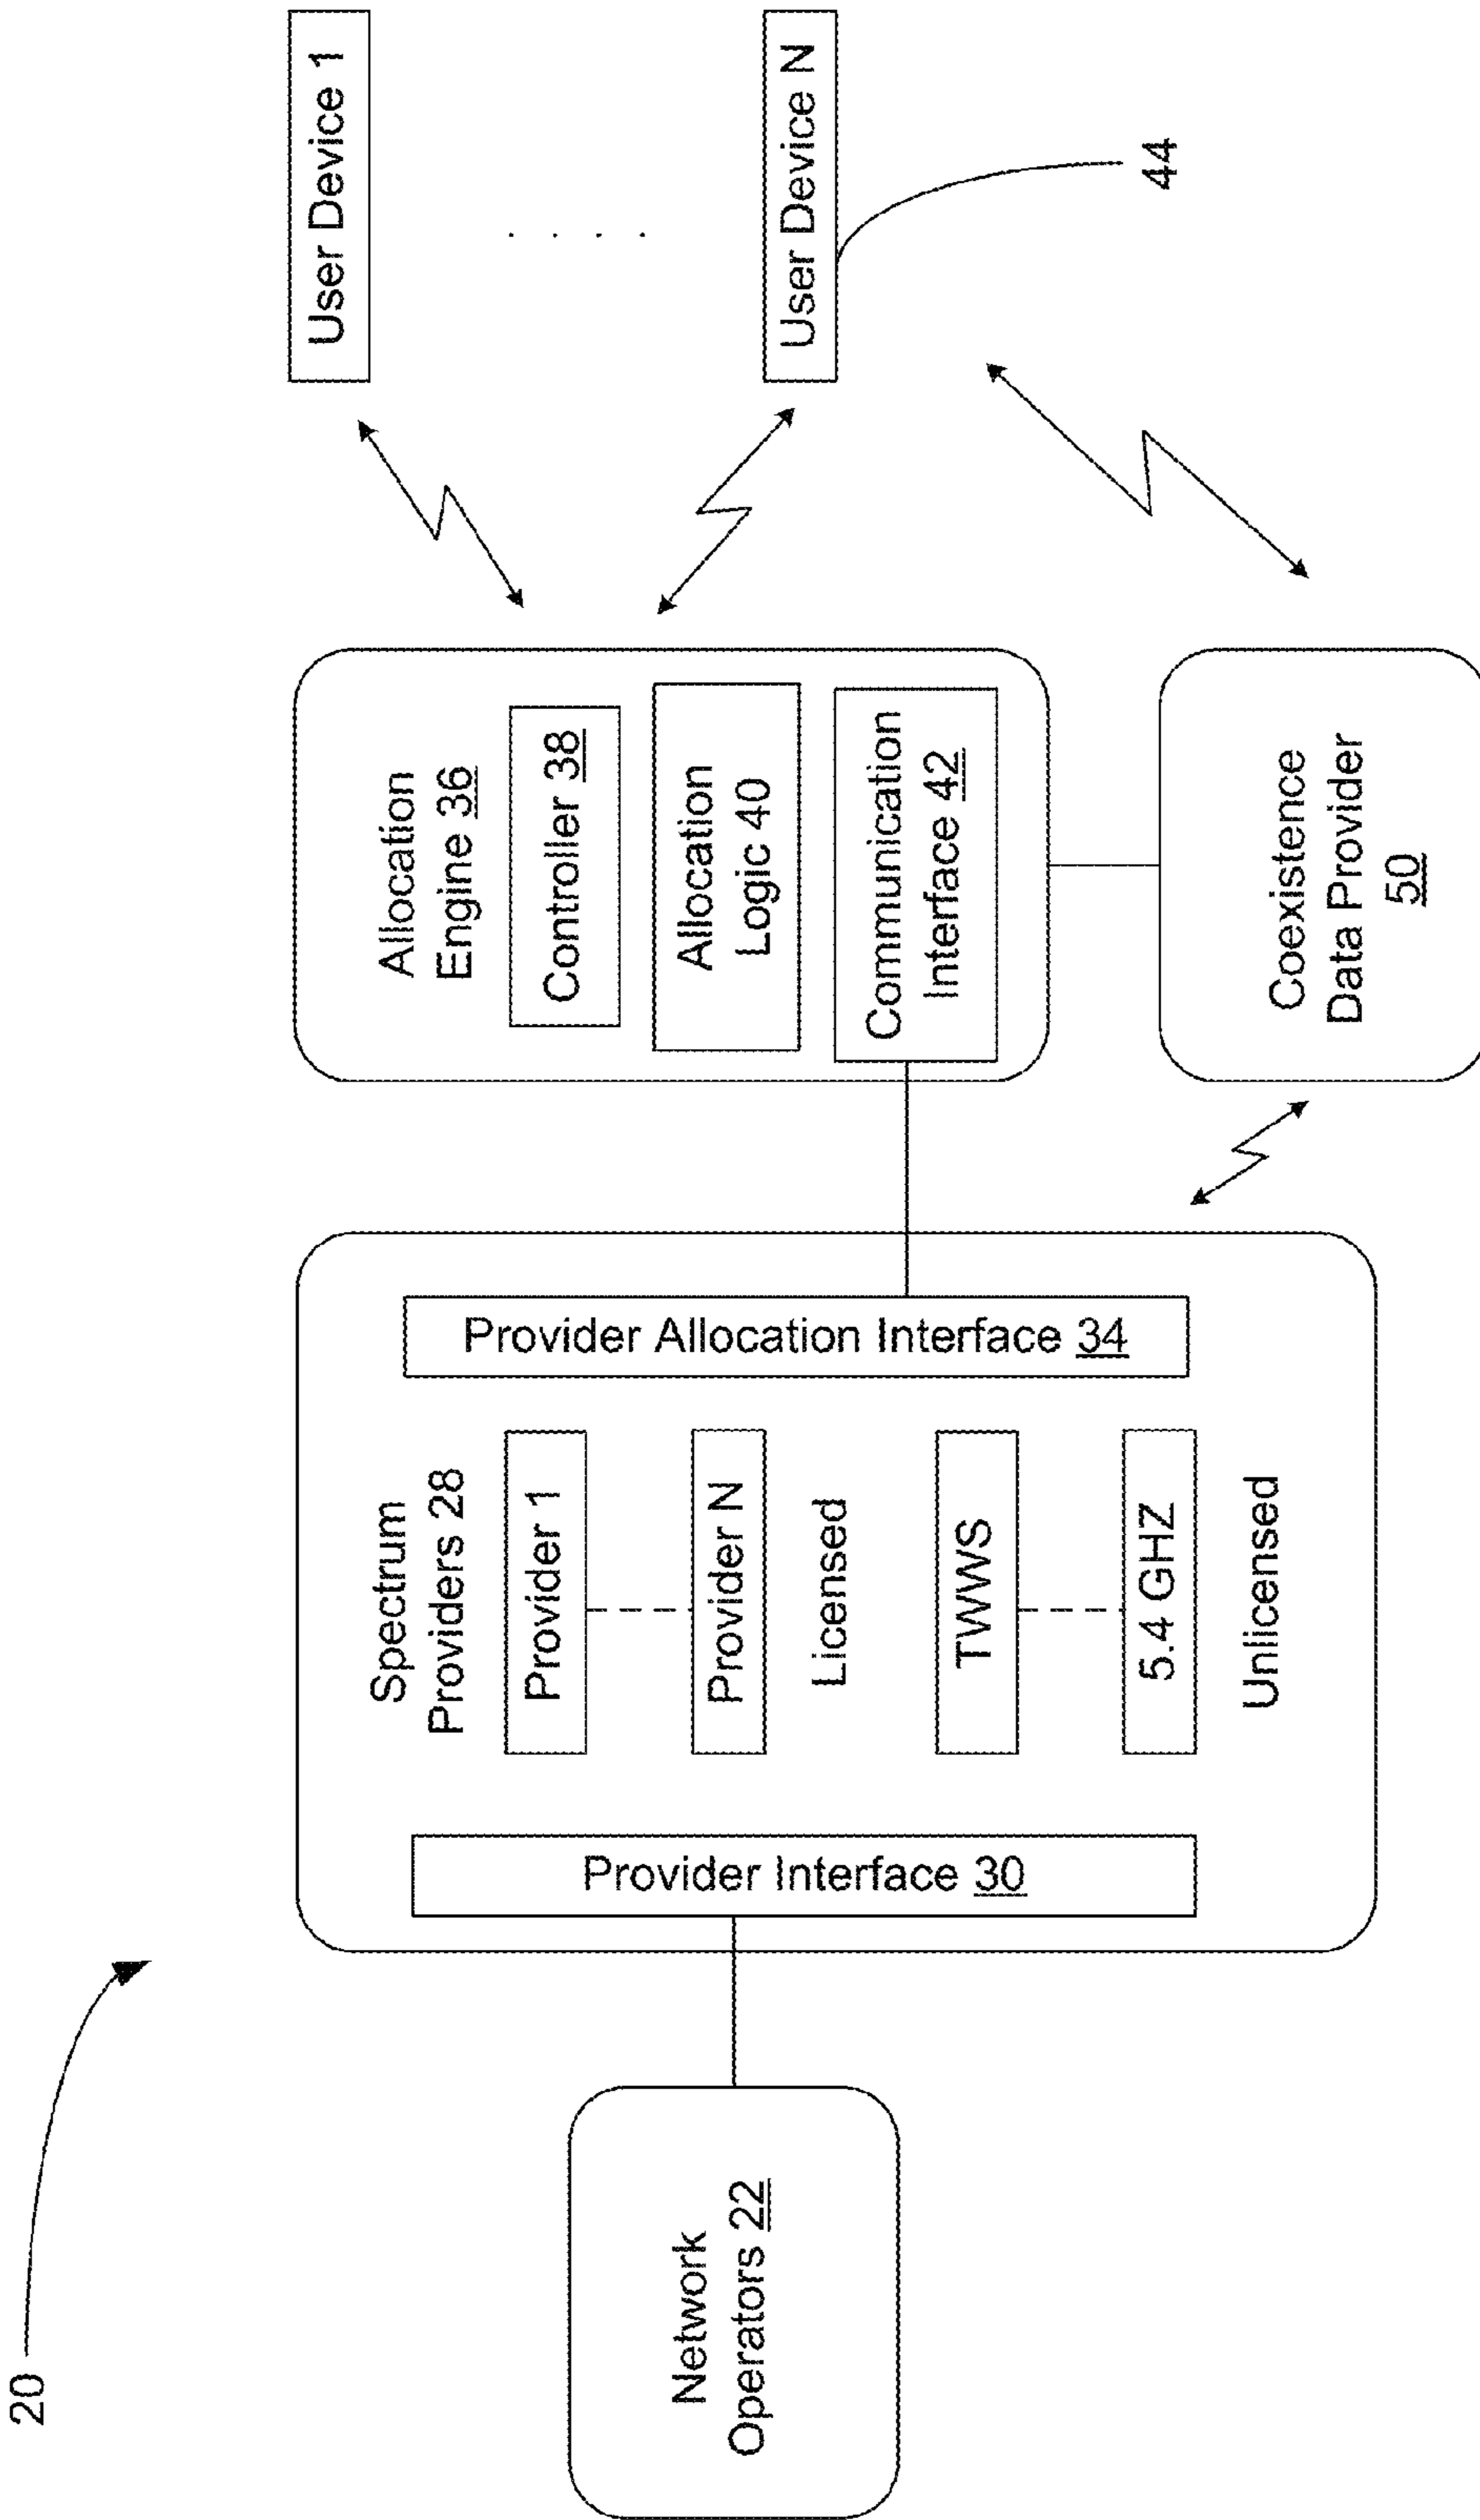 20
Network
Operators 22
Provider Interface 30
Spectrum
Providers 28
Provider 1
Provider N
Licensed
TWWS
5.4 GHZ
Unlicensed
Provider Allocation Interface 34
Allocation
Engine 36
Controller 38
Allocation
Logic 40
Communication
Interface 42
Coexistence
Data Provider
50
User Device 1
User Device N
44